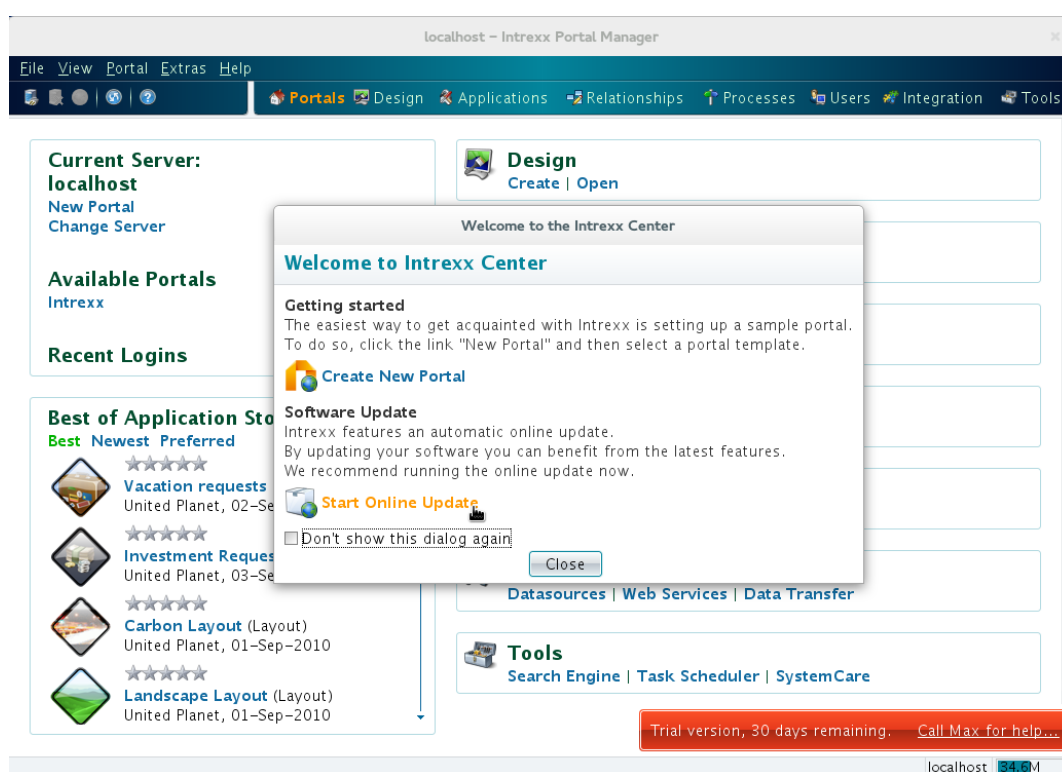 localhost – Intrexx Portal Manager
File View Portal Extras Help
Portals Design Applications Relationships Processes Users Integration Tools
Current Server:
localhost
New Portal
Change Server
Available Portals
Intrexx
Recent Logins
Best of Application Sto
Best Newest Preferred
Vacation requests
United Planet, 02–Se
Investment Reques
United Planet, 03–Se
Carbon Layout (Layout)
United Planet, 01–Sep–2010
Landscape Layout (Layout)
United Planet, 01–Sep–2010
Design
Create | Open
Welcome to the Intrexx Center
Welcome to Intrexx Center
Getting started
The easiest way to get acquainted with Intrexx is setting up a sample portal.
To do so, click the link "New Portal" and then select a portal template.
Create New Portal
Software Update
Intrexx features an automatic online update.
By updating your software you can benefit from the latest features.
We recommend running the online update now.
Start Online Update
Don't show this dialog again
Close
Datasources | Web Services | Data Transfer
Tools
Search Engine | Task Scheduler | SystemCare
Trial version, 30 days remaining. Call Max for help...
localhost 34.6M